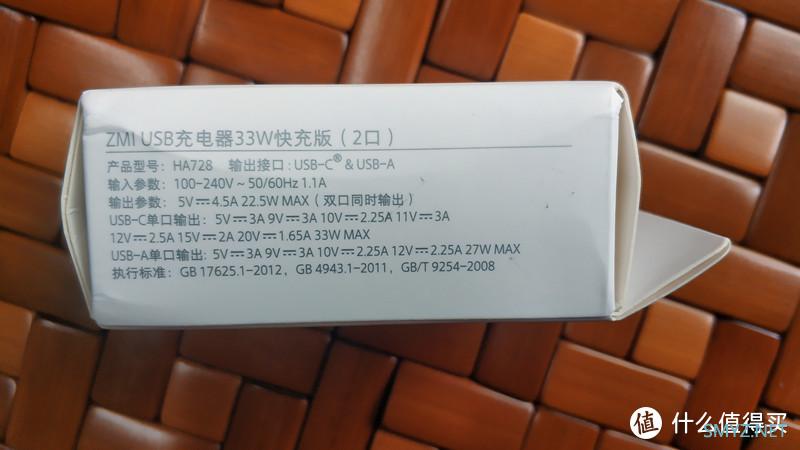 ZMI USB充电器33W快充版（2口）
产品型号：HA728 输出接口：USB-C® & USB-A
输入参数：100-240V～50/60Hz 1.1A
输出参数：5V⎓4.5A 22.5W MAX（双口同时输出）
USB-C单口输出：5V⎓3A 9V⎓3A 10V⎓2.25A 11V⎓3A
12V⎓2.5A 15V⎓2A 20V⎓1.65A 33W MAX
USB-A单口输出：5V⎓3A 9V⎓3A 10V⎓2.25A 12V⎓2.25A 27W MAX
执行标准：GB 17625.1-2012，GB 4943.1-2011，GB/T 9254-2008
值 什么值得买
SMYZ.NET